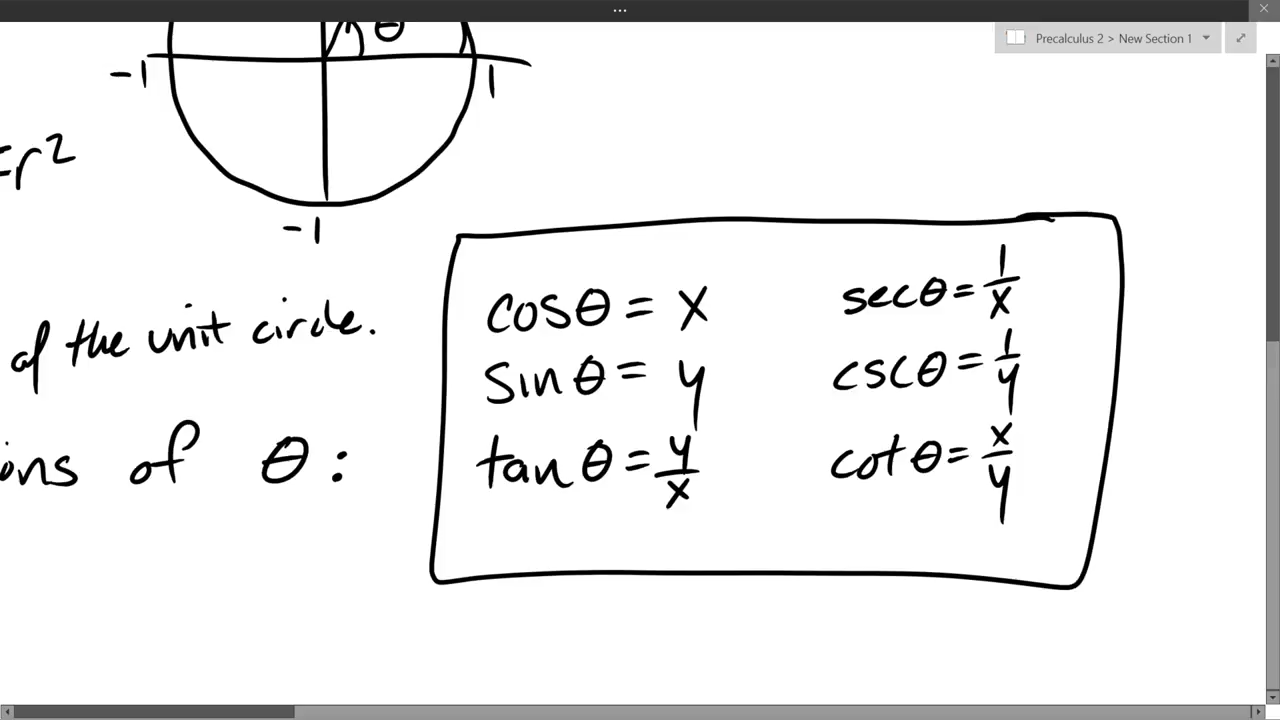 ...
Precalculus 2 > New Section 1
θ
-1
1
=r²
-1
cosθ = x
secθ = 1/x
of the unit circle.
sinθ = y
cscθ = 1/y
ions of θ:
tanθ = y/x
cotθ = x/y